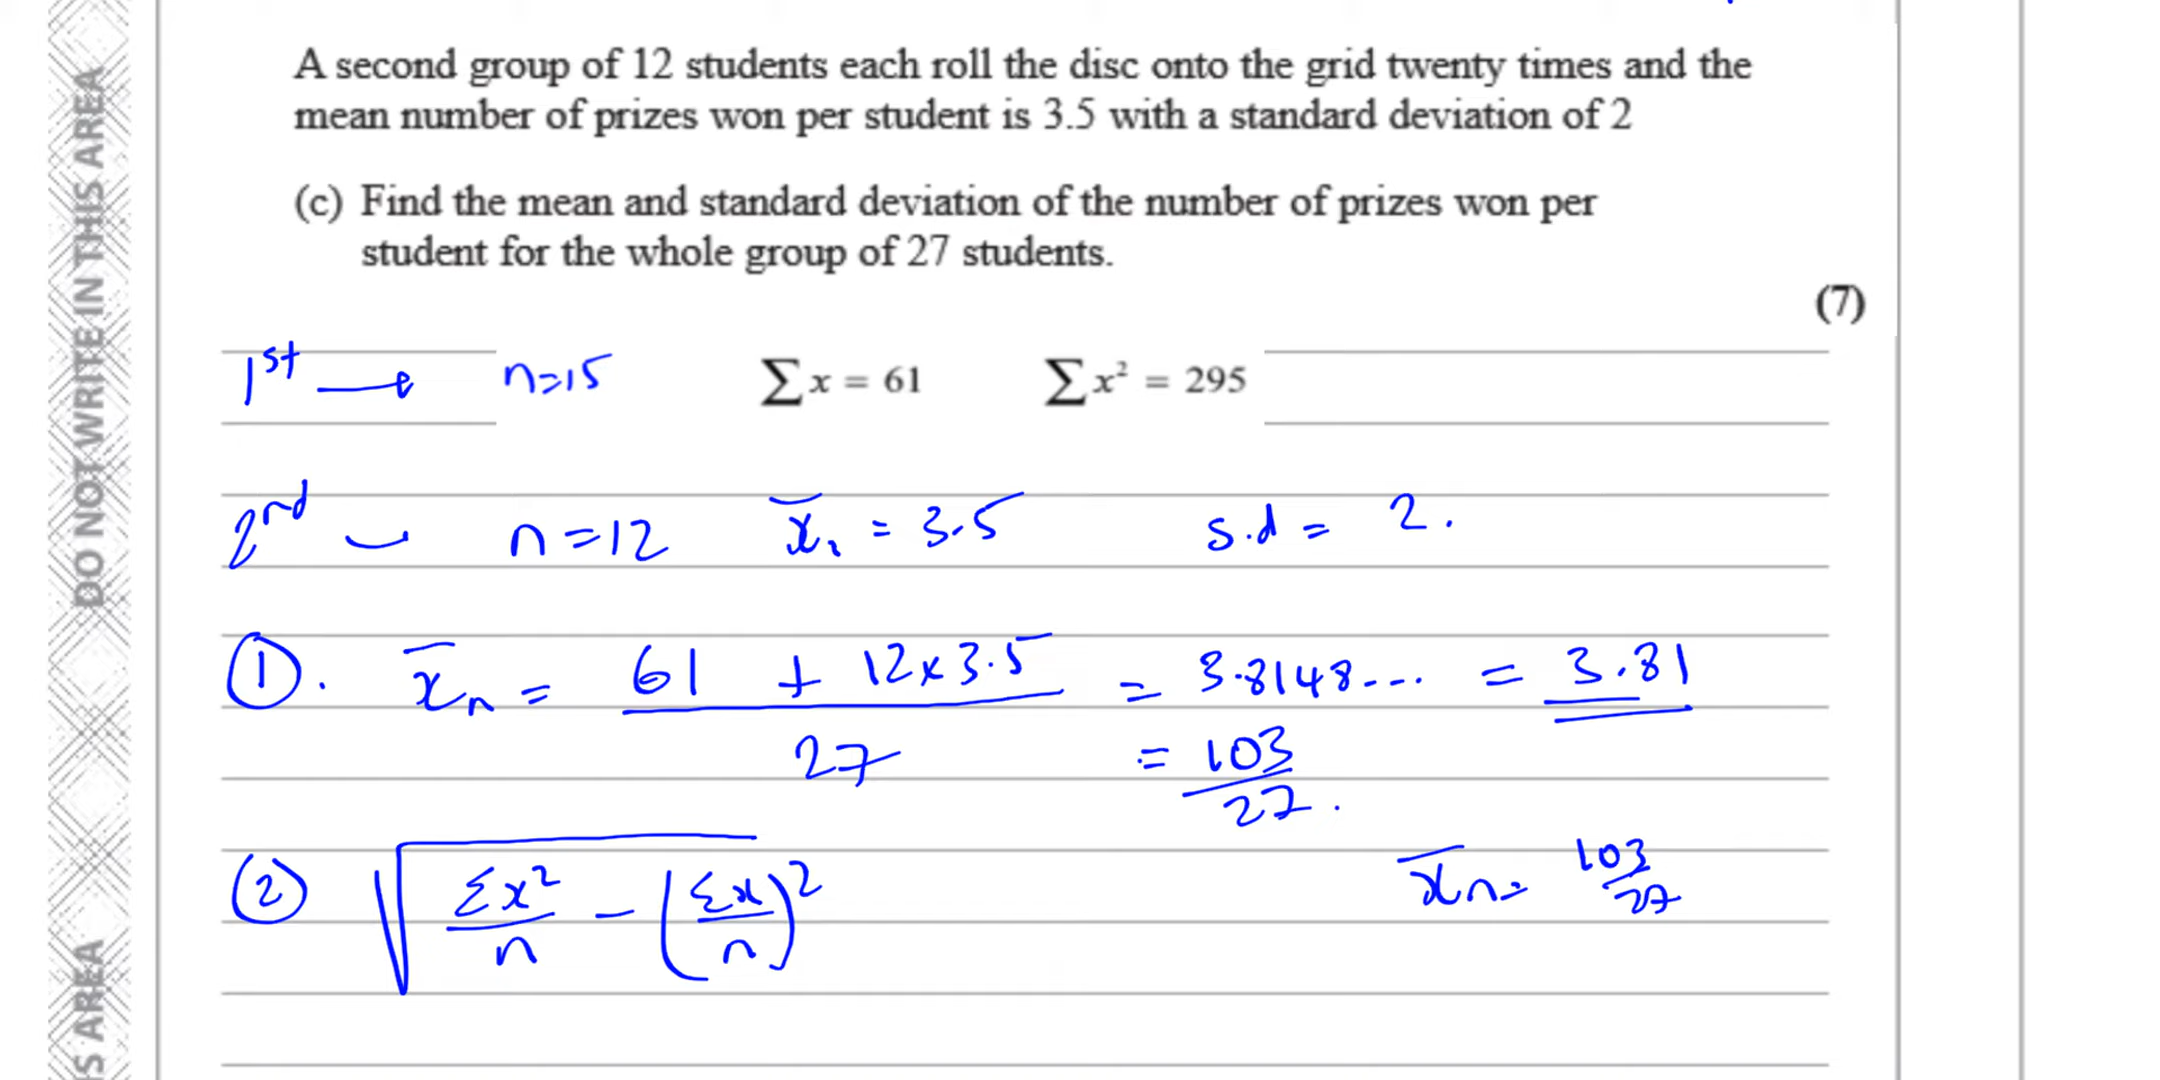 A second group of 12 students each roll the disc onto the grid twenty times and the
mean number of prizes won per student is 3.5 with a standard deviation of 2
(c) Find the mean and standard deviation of the number of prizes won per
student for the whole group of 27 students.
(7)
1st → n=15 ∑x = 61 ∑x² = 295
2nd n=12 x̄₂ = 3.5 s.d = 2.
① . x̄n = (61 + 12×3.5)/27 = 3.8148... = 3.81
= 103/27 .
② √(Σx²/n − (Σx/n)²) x̄n = 103/27
DO NOT WRITE IN THIS AREA
IS AREA